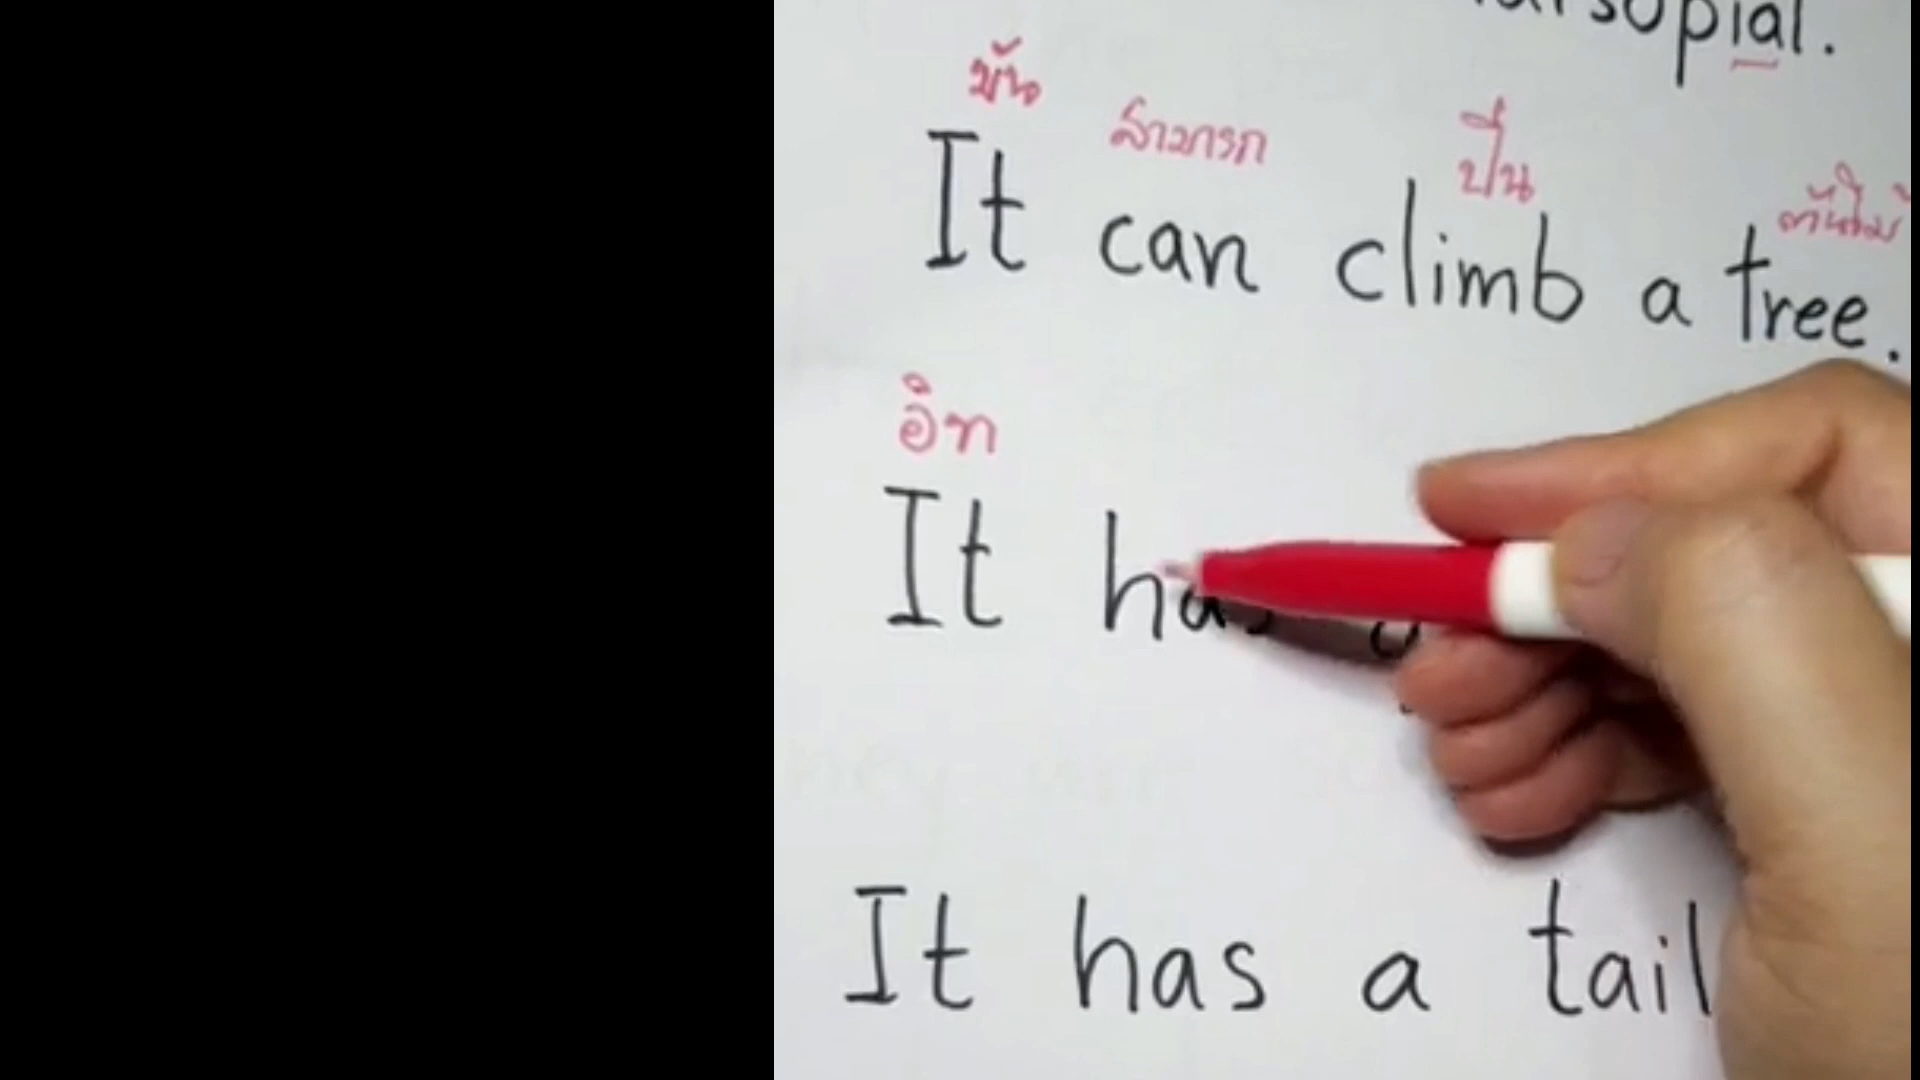 มัน สามารถ ปีน ต้นไม้
It can climb a tree.
อิท
It has
It has a tail